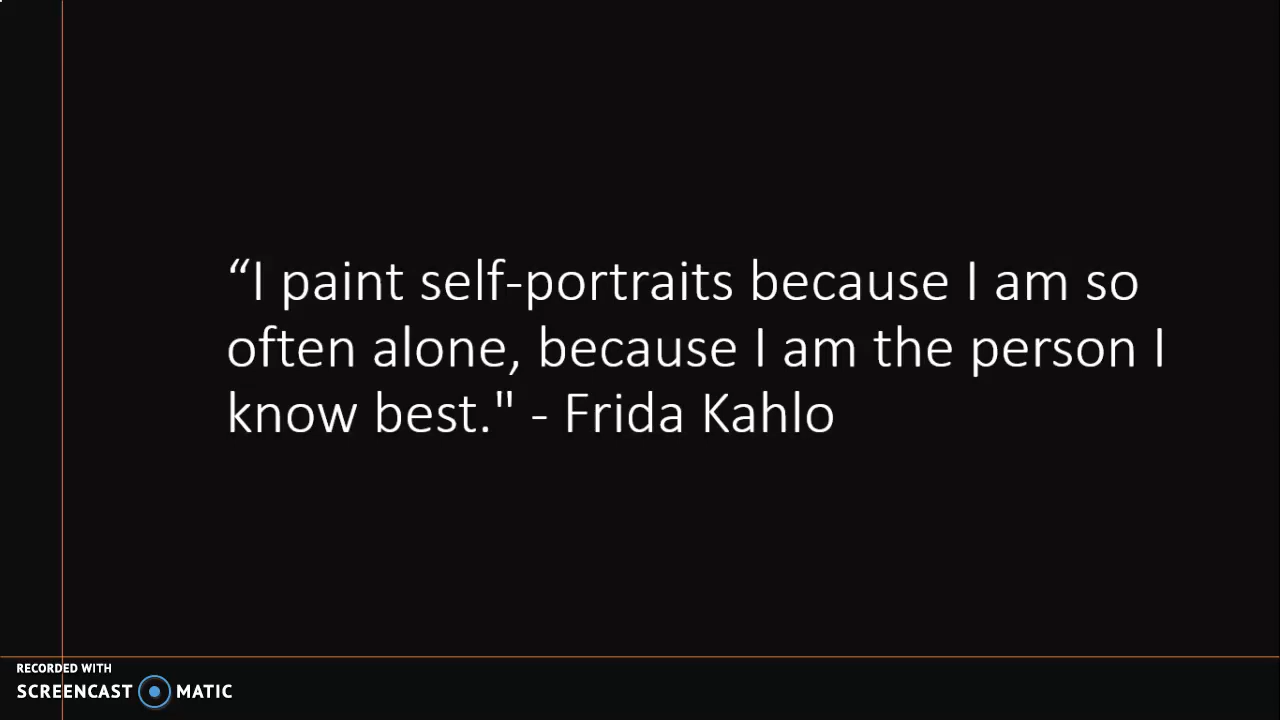 “I paint self-portraits because I am so
often alone, because I am the person I
know best." - Frida Kahlo
RECORDED WITH
SCREENCAST MATIC